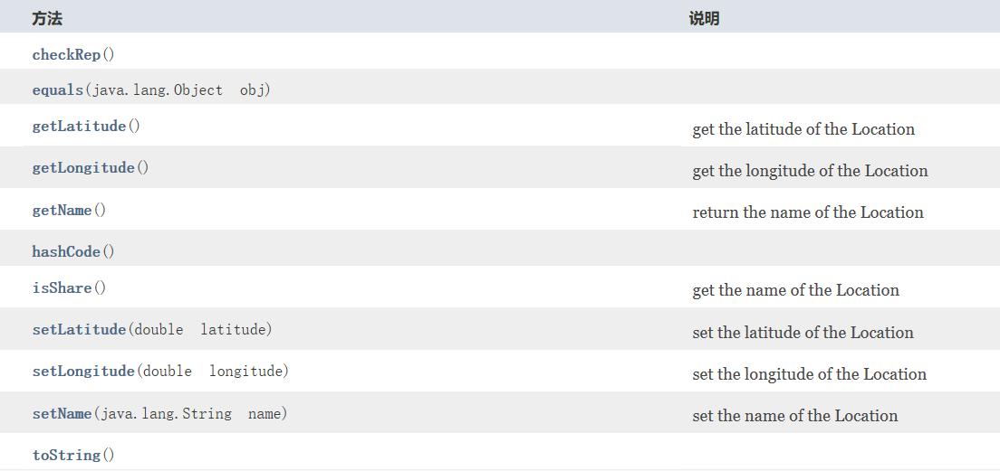 方法 说明
checkRep()
equals(java.lang.Object obj)
getLatitude() get the latitude of the Location
getLongitude() get the longitude of the Location
getName() return the name of the Location
hashCode()
isShare() get the name of the Location
setLatitude(double latitude) set the latitude of the Location
setLongitude(double longitude) set the longitude of the Location
setName(java.lang.String name) set the name of the Location
toString()